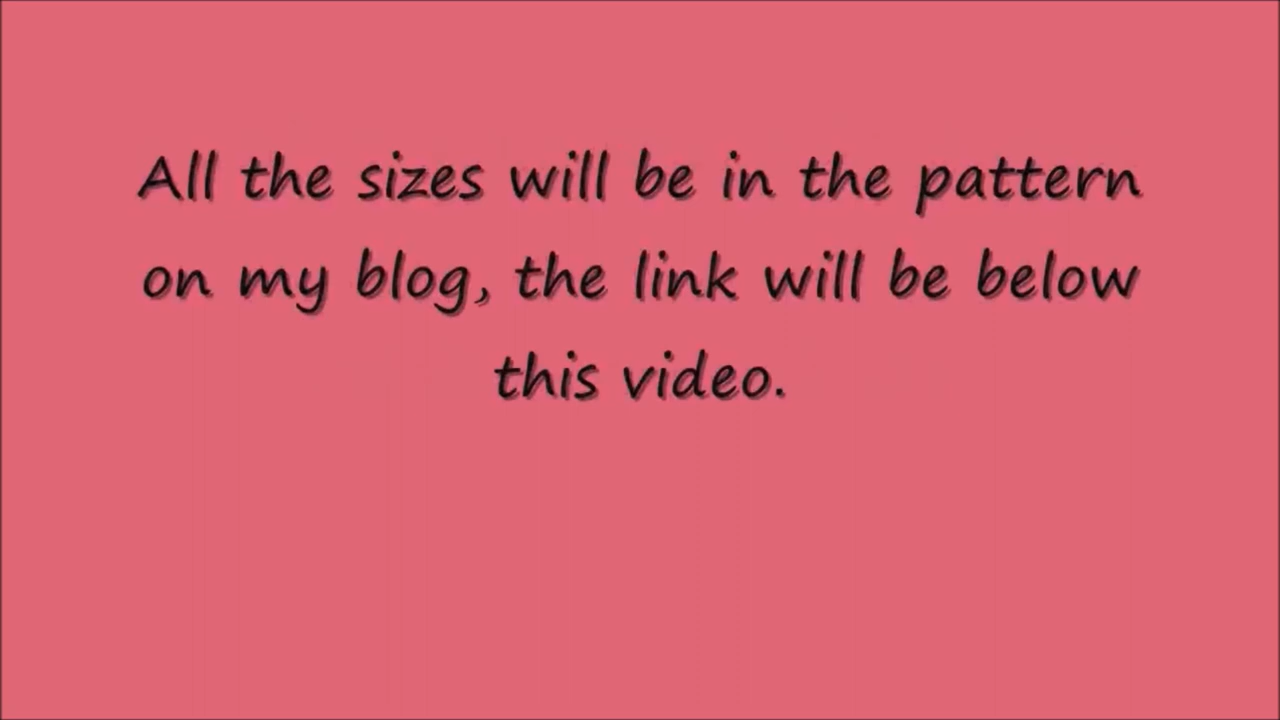 All the sizes will be in the pattern
on my blog, the link will be below
this video.